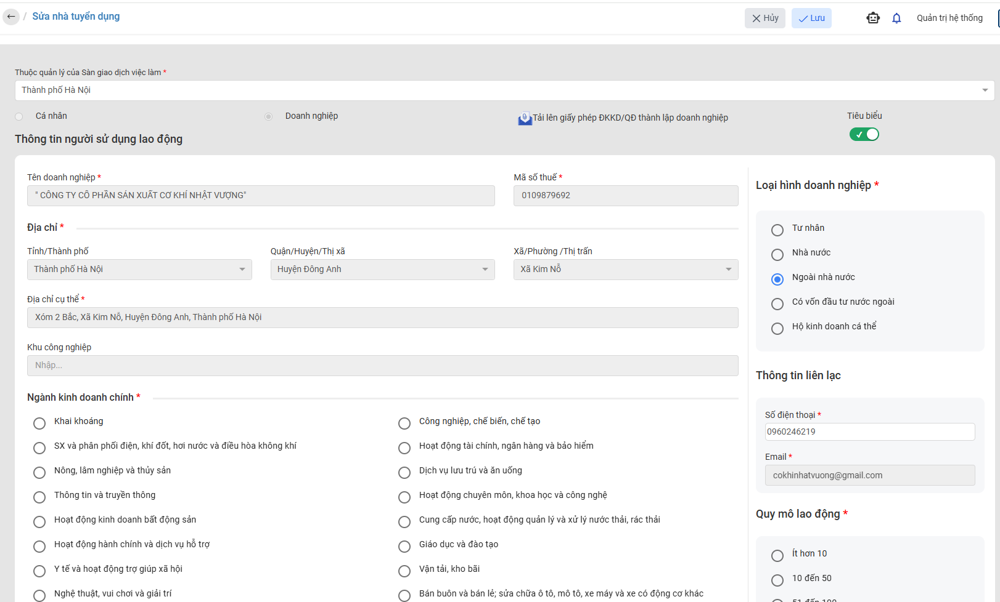 / Sửa nhà tuyển dụng
Hủy
Lưu
Quản trị hệ thống
Thuộc quản lý của Sàn giao dịch việc làm *
Thành phố Hà Nội
Cá nhân
Doanh nghiệp
Tải lên giấy phép ĐKKD/QĐ thành lập doanh nghiệp
Tiêu biểu
Thông tin người sử dụng lao động
Tên doanh nghiệp *
" CÔNG TY CÔ PHẦN SẢN XUẤT CƠ KHÍ NHẬT VƯỢNG"
Mã số thuế *
0109879692
Địa chỉ *
Tỉnh/Thành phố
Quận/Huyện/Thị xã
Xã/Phường /Thị trấn
Thành phố Hà Nội
Huyện Đông Anh
Xã Kim Nỗ
Địa chỉ cụ thể *
Xóm 2 Bắc, Xã Kim Nỗ, Huyện Đông Anh, Thành phố Hà Nội
Khu công nghiệp
Nhập...
Ngành kinh doanh chính *
Khai khoáng
Công nghiệp, chế biến, chế tạo
SX và phân phối điện, khí đốt, hơi nước và điều hòa không khí
Hoạt động tài chính, ngân hàng và bảo hiểm
Nông, lâm nghiệp và thủy sản
Dịch vụ lưu trú và ăn uống
Thông tin và truyền thông
Hoạt động chuyên môn, khoa học và công nghệ
Hoạt động kinh doanh bất động sản
Cung cấp nước, hoạt động quản lý và xử lý nước thải, rác thải
Hoạt động hành chính và dịch vụ hỗ trợ
Giáo dục và đào tạo
Y tế và hoạt động trợ giúp xã hội
Vận tải, kho bãi
Nghệ thuật, vui chơi và giải trí
Bán buôn và bán lẻ; sửa chữa ô tô, mô tô, xe máy và xe có động cơ khác
Loại hình doanh nghiệp *
Tư nhân
Nhà nước
Ngoài nhà nước
Có vốn đầu tư nước ngoài
Hộ kinh doanh cá thể
Thông tin liên lạc
Số điện thoại *
0960246219
Email *
cokhinhatvuong@gmail.com
Quy mô lao động *
Ít hơn 10
10 đến 50
51 đến 100